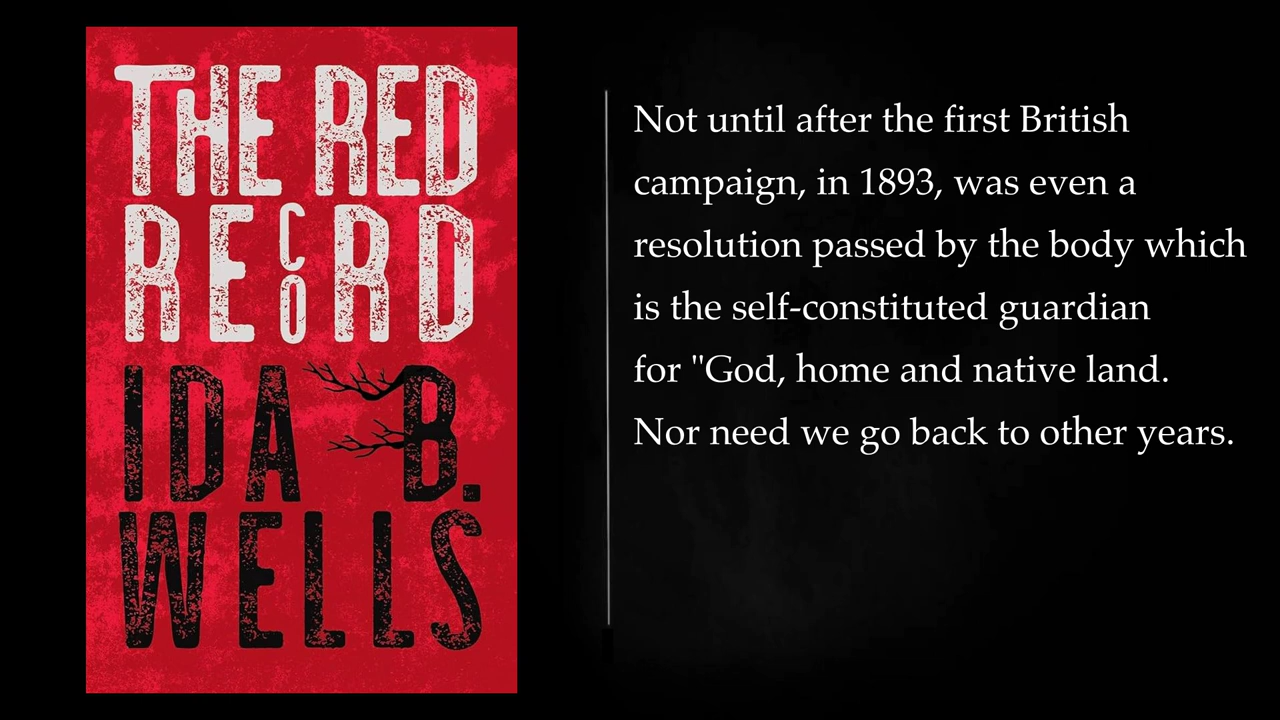 THE RED
RECORD
IDA B.
WELLS
Not until after the first British
campaign, in 1893, was even a
resolution passed by the body which
is the self-constituted guardian
for "God, home and native land.
Nor need we go back to other years.